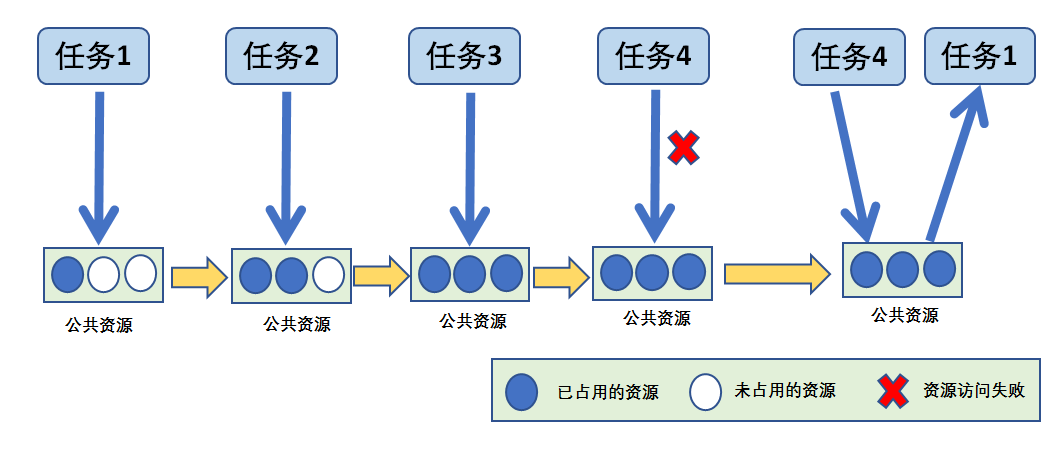 任务1
任务2
任务3
任务4
任务4
任务1
公共资源
公共资源
公共资源
公共资源
公共资源
已占用的资源
未占用的资源
资源访问失败